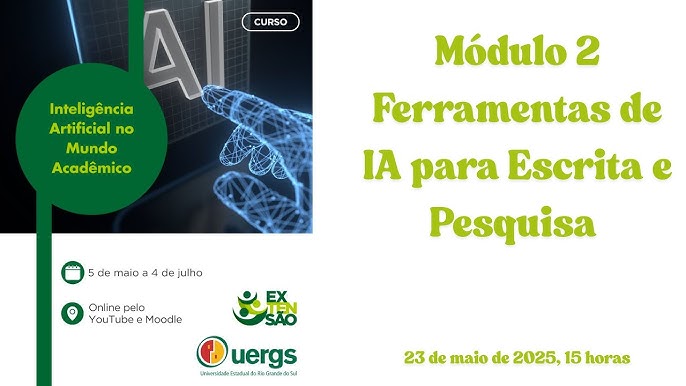 CURSO
AI
Inteligência
Artificial no
Mundo
Acadêmico
5 de maio a 4 de julho
Online pelo
YouTube e Moodle
EX
TEN
SÃO
uergs
Universidade Estadual do Rio Grande do Sul
Módulo 2
Ferramentas de
IA para Escrita e
Pesquisa
23 de maio de 2025, 15 horas